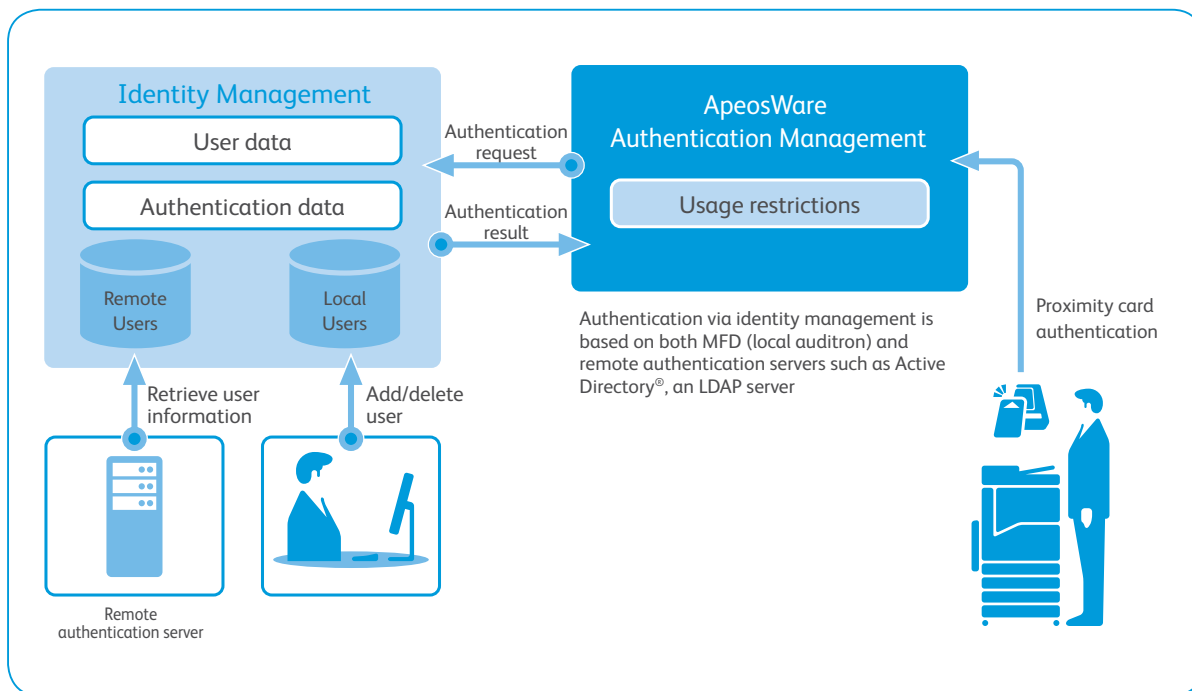 Identity Management
User data
Authentication data
Remote
Users
Local
Users
Authentication
request
Authentication
result
ApeosWare
Authentication Management
Usage restrictions
Authentication via identity management is
based on both MFD (local auditron) and
remote authentication servers such as Active
Directory®, an LDAP server
Proximity card
authentication
Retrieve user
information
Add/delete
user
Remote
authentication server